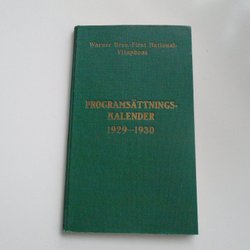 Warner Bros.-First National-
Vitaphone
PROGRAMSÄTTNINGS-
KALENDER
1929—1930